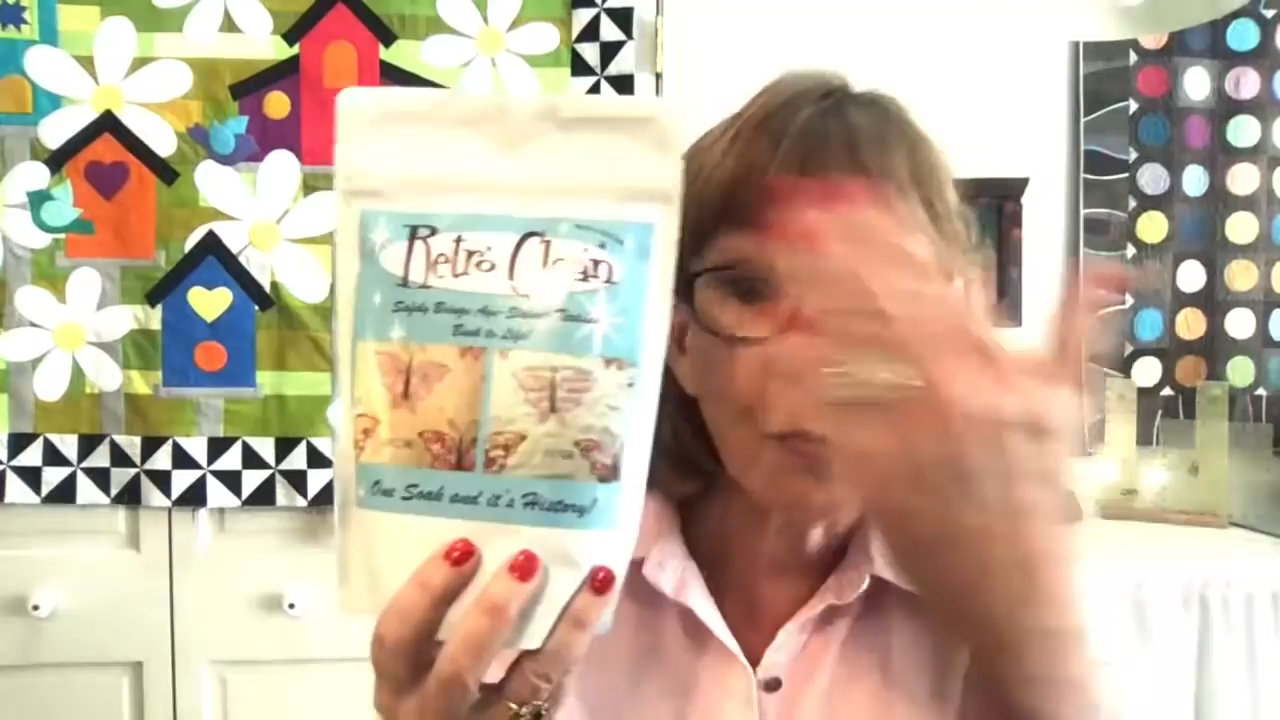 Retro Clean
Safely Brings Age-Stained Textiles
Back to Life!
One Soak and it's History!